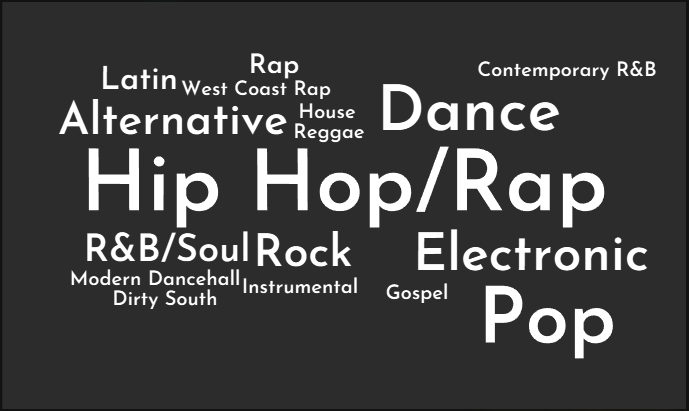 Rap
Contemporary R&B
Latin
West Coast Rap
Alternative
House
Dance
Reggae
Hip Hop/Rap
R&B/Soul
Rock
Electronic
Modern Dancehall
Instrumental
Gospel
Dirty South
Pop